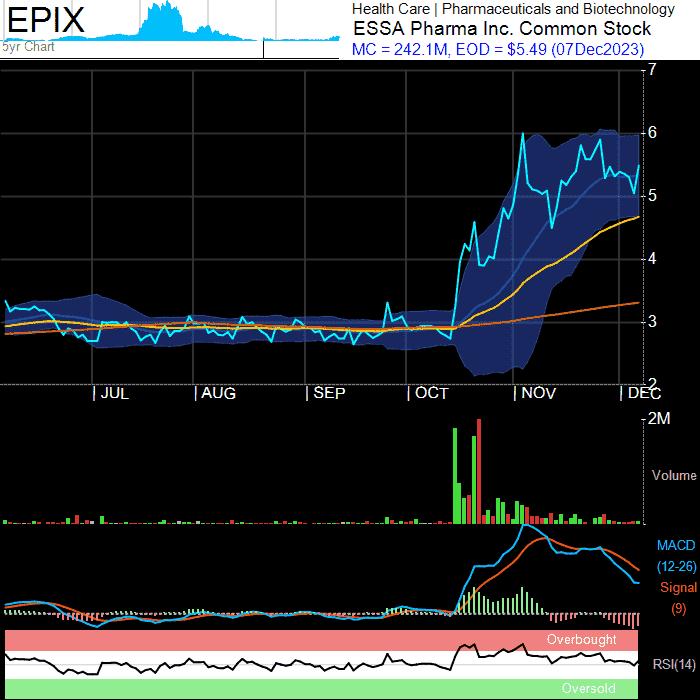 EPIX
5yr Chart
Health Care | Pharmaceuticals and Biotechnology
ESSA Pharma Inc. Common Stock
MC = 242.1M, EOD = $5.49 (07Dec2023)
7
6
5
4
3
2
| JUL | AUG | SEP | OCT | NOV | DEC
2M
Volume
MACD
(12-26)
Signal
(9)
Overbought
RSI(14)
Oversold